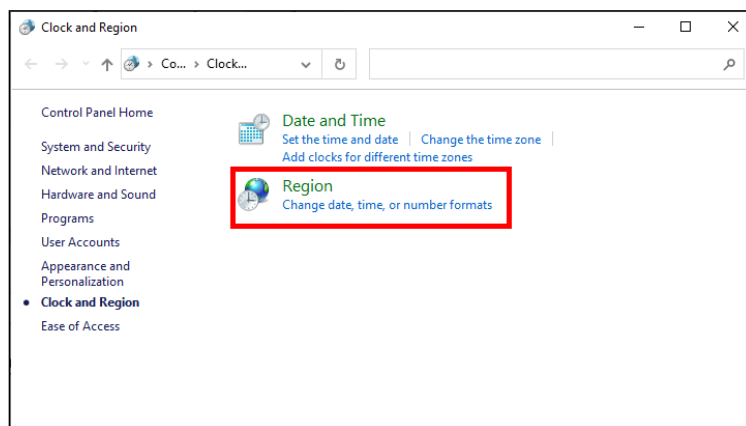 Clock and Region
Co... › Clock...
Control Panel Home
System and Security
Network and Internet
Hardware and Sound
Programs
User Accounts
Appearance and
Personalization
Clock and Region
Ease of Access
Date and Time
Set the time and date | Change the time zone |
Add clocks for different time zones
Region
Change date, time, or number formats